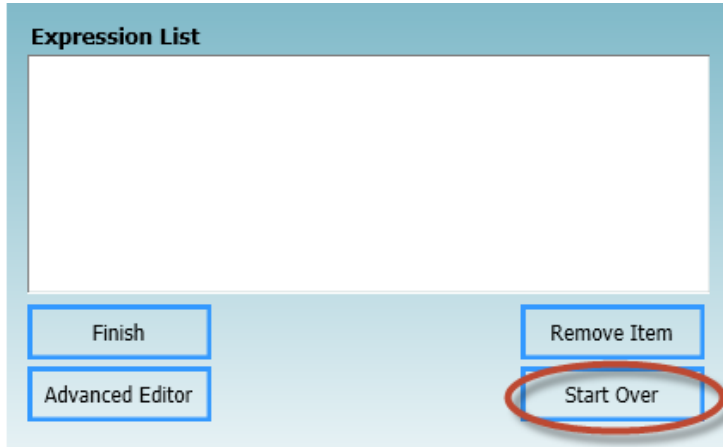 Expression List
Finish
Remove Item
Advanced Editor
Start Over